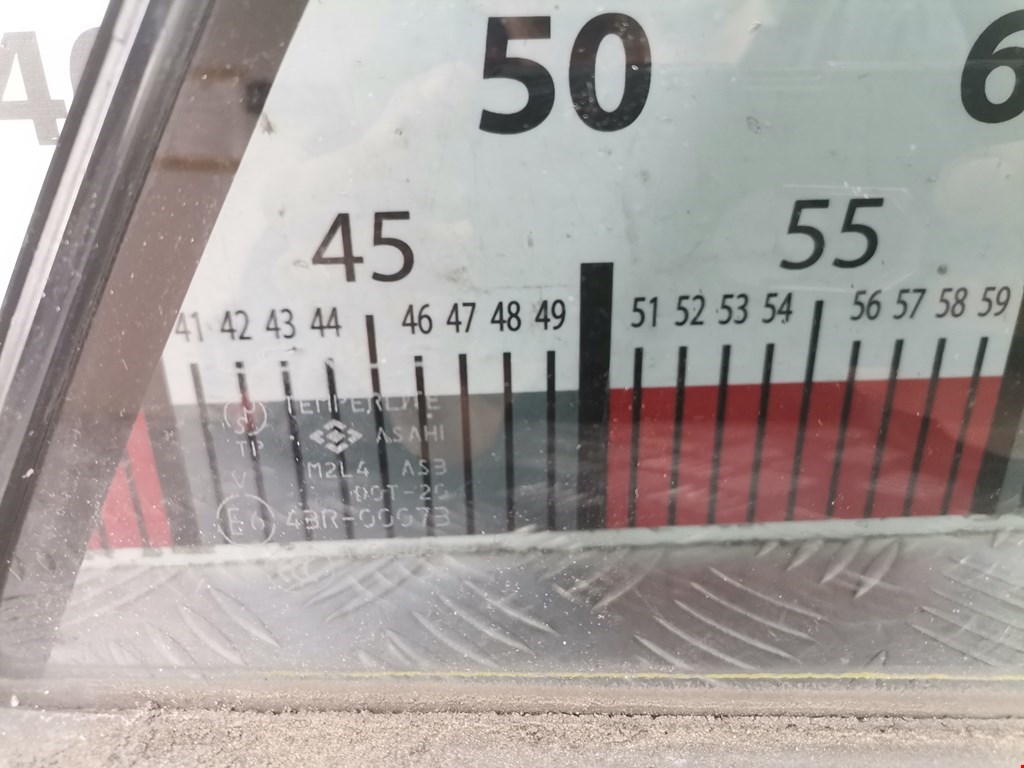 50
45
55
41 42 43 44 46 47 48 49 51 52 53 54 56 57 58 59
TEMPERLITE
ASAHI
M2L4 AS3
DOT-20
E6 43R-00073